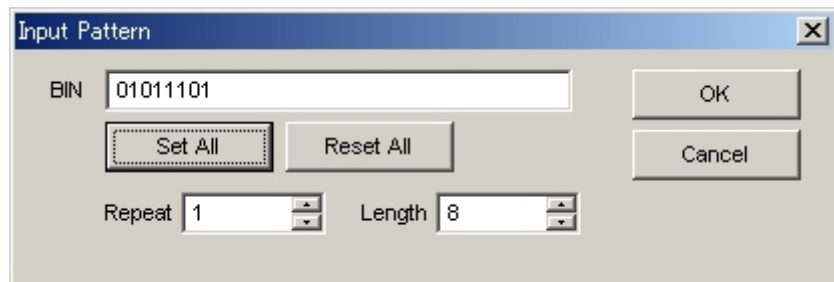 Input Pattern
BIN 01011101 OK
Set All Reset All Cancel
Repeat 1 Length 8